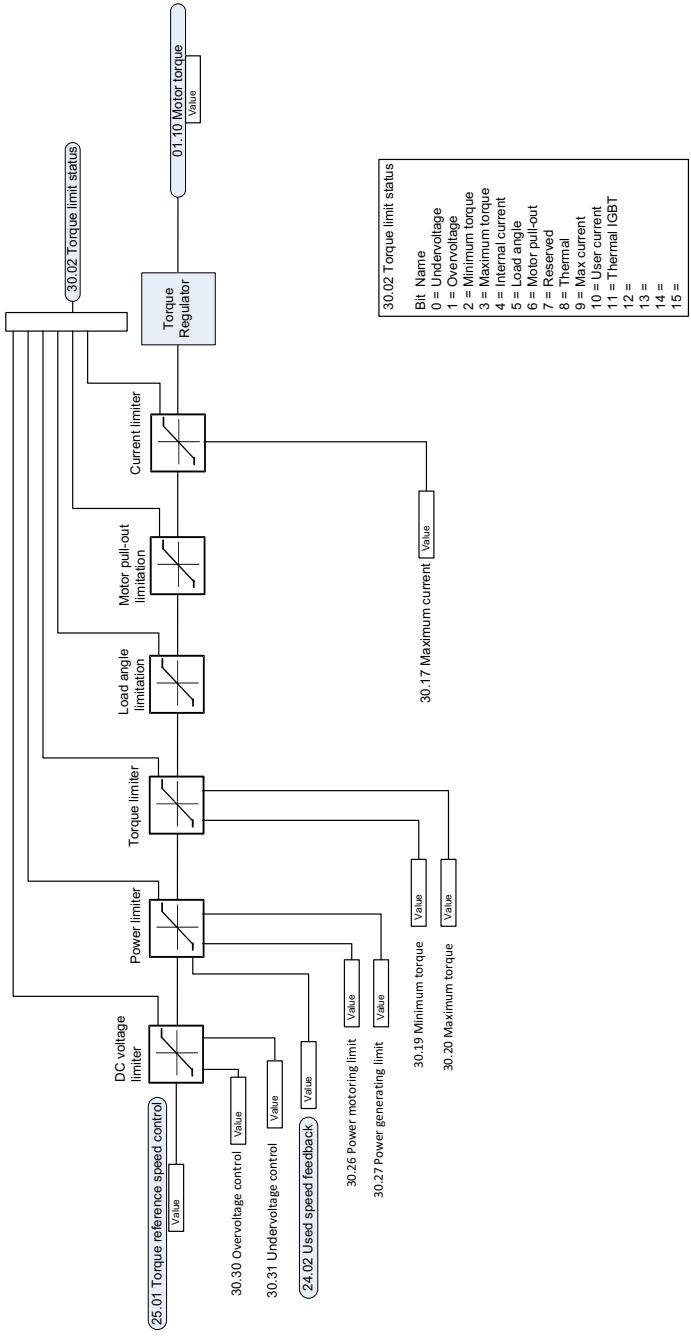 25.01 Torque reference speed control
Value
30.30 Overvoltage control
Value
30.31 Undervoltage control
Value
24.02 Used speed feedback
Value
30.26 Power motoring limit
Value
30.27 Power generating limit
Value
30.19 Minimum torque
Value
30.20 Maximum torque
Value
30.17 Maximum current
Value
DC voltage
limiter
Power limiter
Torque limiter
Load angle
limitation
Motor pull-out
limitation
Current limiter
Torque
Regulator
30.02 Torque limit status
01.10 Motor torque
Value
30.02 Torque limit status
Bit Name
0 = Undervoltage
1 = Overvoltage
2 = Minimum torque
3 = Maximum torque
4 = Internal current
5 = Load angle
6 = Motor pull-out
7 = Reserved
8 = Thermal
9 = Max current
10 = User current
11 = Thermal IGBT
12 =
13 =
14 =
15 =